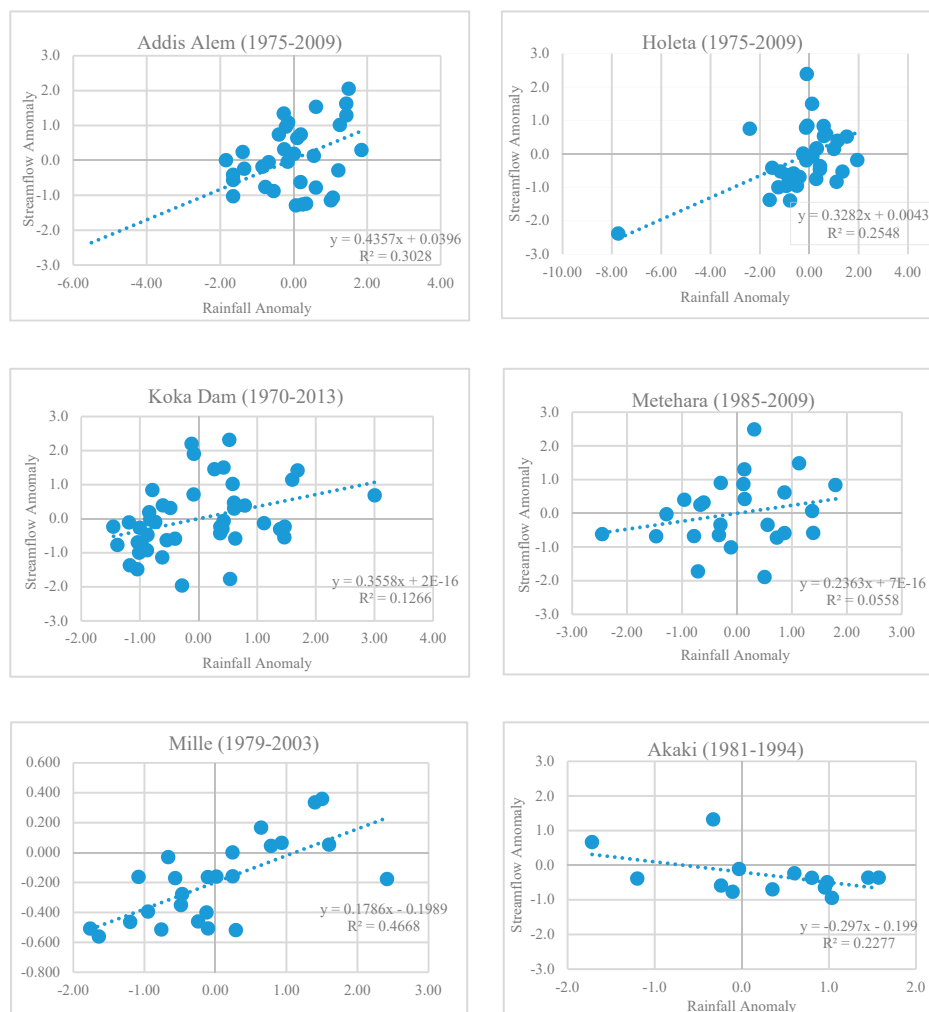 Addis Alem (1975-2009)
3.0
2.0
1.0
0.0
-1.0
-2.0
-3.0
Streamflow Amomaly
y = 0.4357x + 0.0396
R² = 0.3028
-6.00 -4.00 -2.00 0.00 2.00 4.00
Rainfall Anomaly
Holeta (1975-2009)
3.0
2.0
1.0
0.0
-1.0
-2.0
-3.0
Streamflow Amomaly
y = 0.3282x + 0.0043
R² = 0.2548
-10.00 -8.00 -6.00 -4.00 -2.00 0.00 2.00 4.00
Rainfall Anomaly
Koka Dam (1970-2013)
3.0
2.0
1.0
0.0
-1.0
-2.0
-3.0
Streamflow Amomaly
y = 0.3558x + 2E-16
R² = 0.1266
-2.00 -1.00 0.00 1.00 2.00 3.00 4.00
Rainfall Anomaly
Metehara (1985-2009)
3.0
2.0
1.0
0.0
-1.0
-2.0
-3.0
Streamflow Amomaly
y = 0.2363x + 7E-16
R² = 0.0558
-3.00 -2.00 -1.00 0.00 1.00 2.00 3.00
Rainfall Anomaly
Mille (1979-2003)
0.600
0.400
0.200
0.000
-0.200
-0.400
-0.600
-0.800
y = 0.1786x - 0.1989
R² = 0.4668
-2.00 -1.00 0.00 1.00 2.00 3.00
Akaki (1981-1994)
3.0
2.0
1.0
0.0
-1.0
-2.0
-3.0
Streamflow Anomaly
y = -0.297x - 0.199
R² = 0.2277
-2.0 -1.0 0.0 1.0 2.0
Rainfall Anomaly